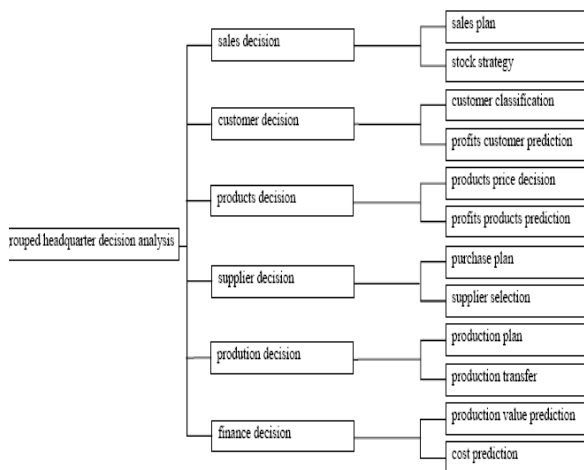 sales decision
sales plan
stock strategy
customer decision
customer classification
profits customer prediction
products decision
products price decision
profits products prediction
rouped headquarter decision analysis
supplier decision
purchase plan
supplier selection
prodution decision
production plan
production transfer
finance decision
production value prediction
cost prediction